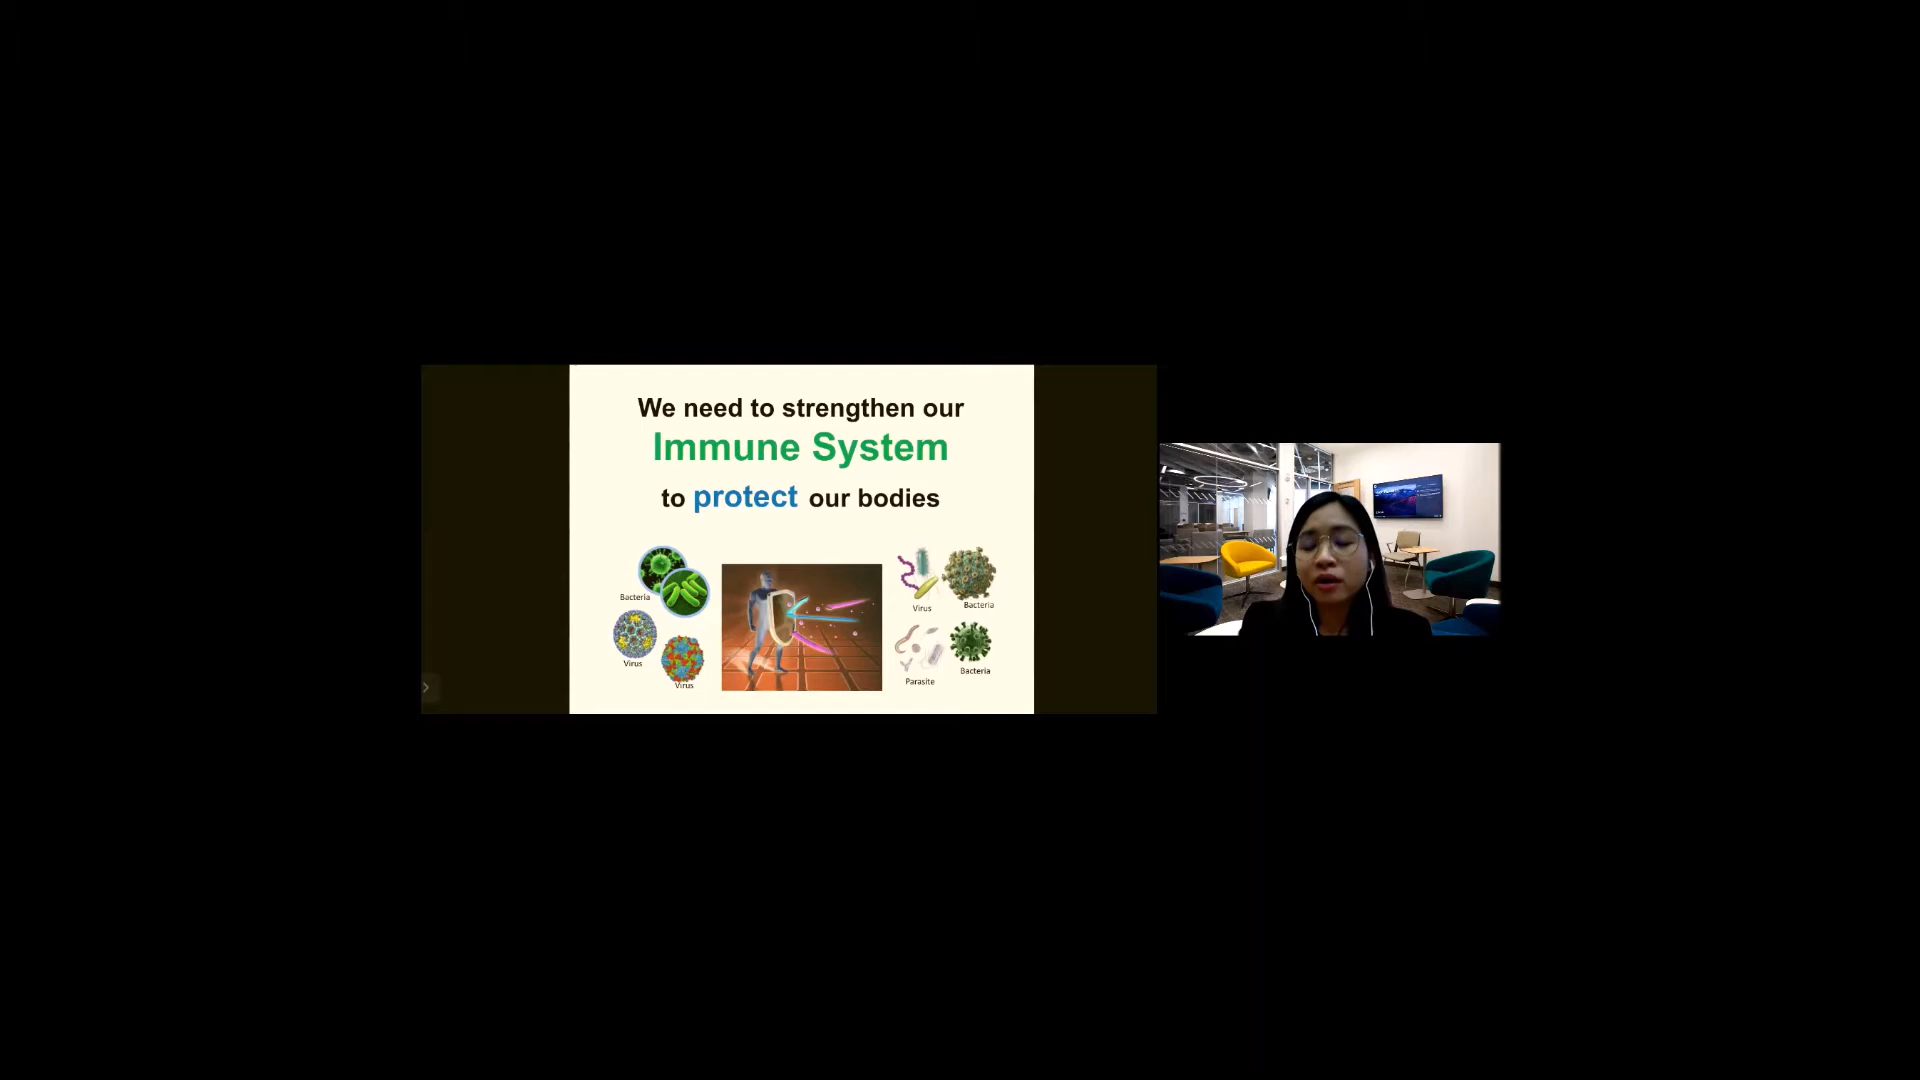 We need to strengthen our
Immune System
to protect our bodies
Bacteria
Virus
Virus
Virus
Bacteria
Parasite
Bacteria